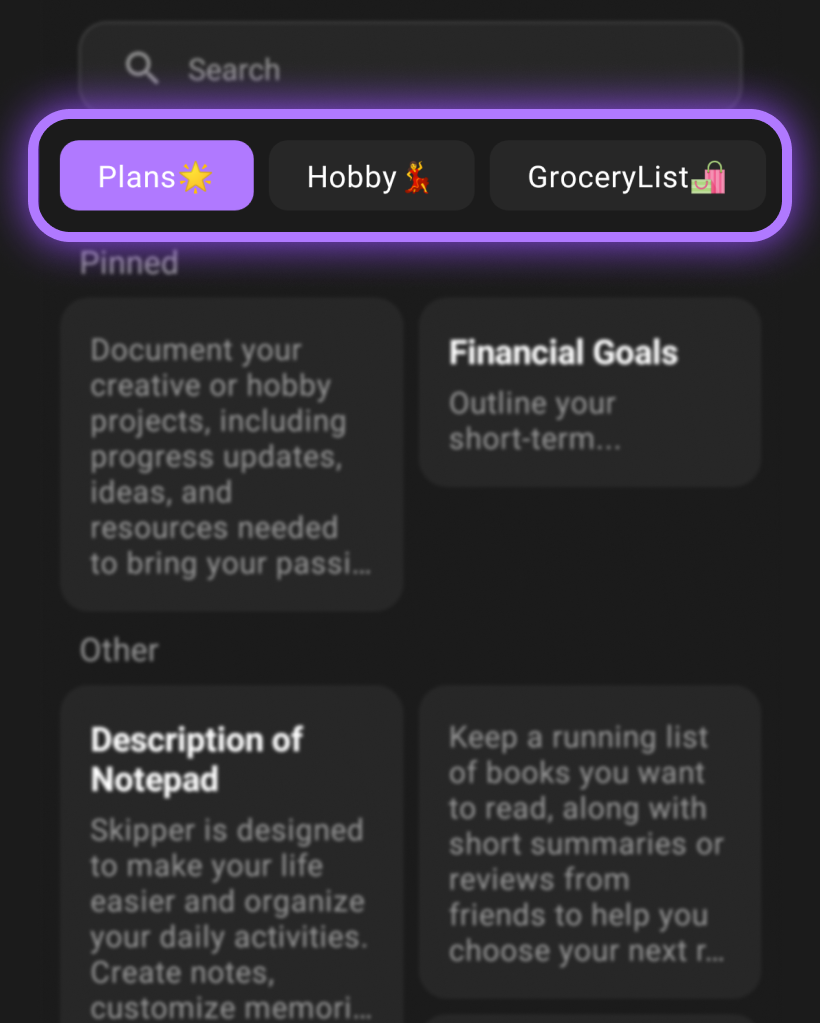 Search
Plans🌟
Hobby💃
GroceryList🛍️
Pinned
Document your
creative or hobby
projects, including
progress updates,
ideas, and
resources needed
to bring your passi...
Financial Goals
Outline your
short-term...
Other
Description of
Notepad
Skipper is designed
to make your life
easier and organize
your daily activities.
Create notes,
customize memori...
Keep a running list
of books you want
to read, along with
short summaries or
reviews from
friends to help you
choose your next r...